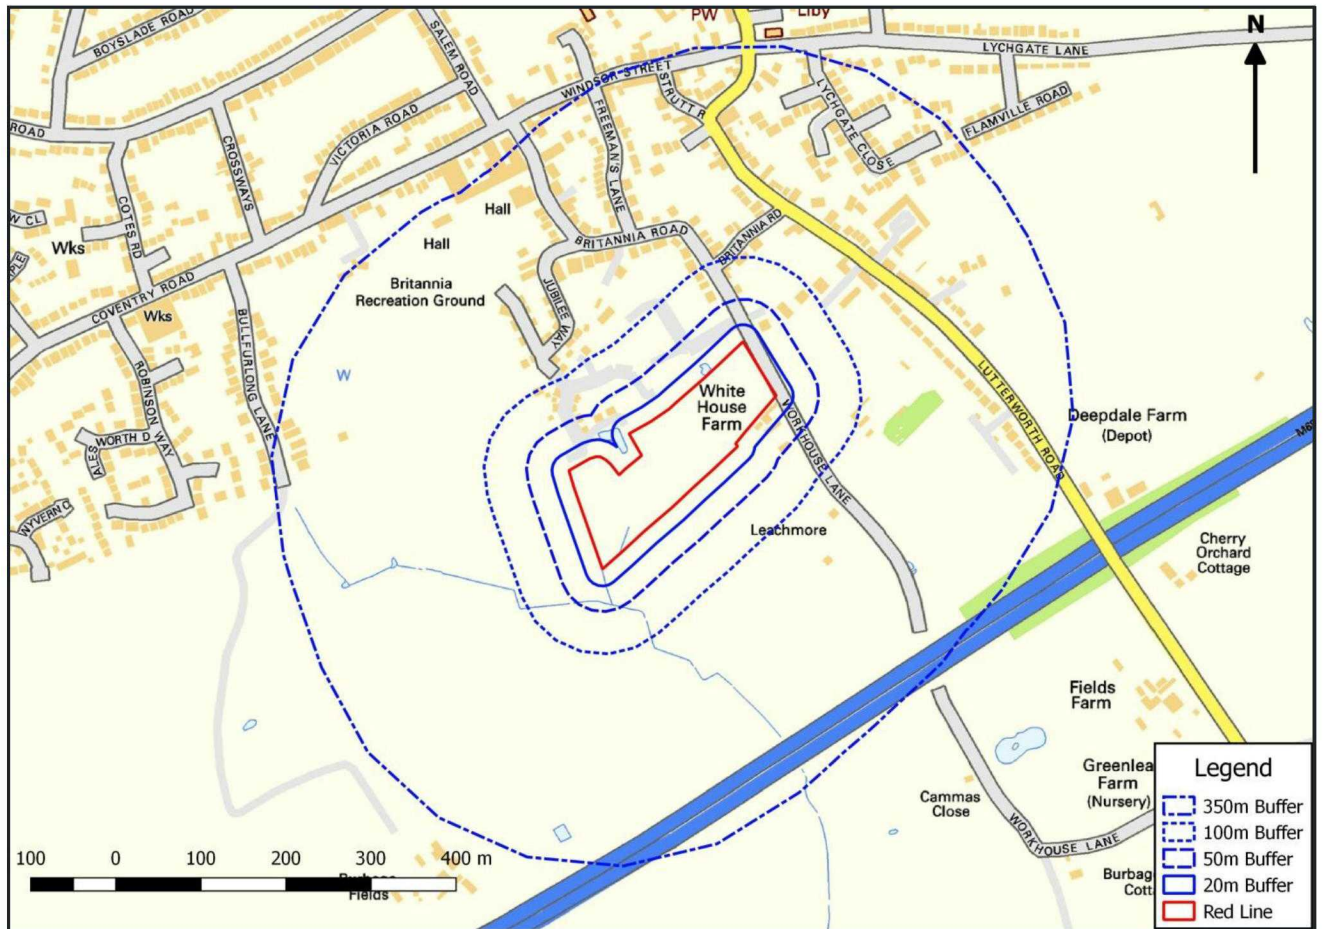 PW
Liby
N
BOYSLADE ROAD
SALEM ROAD
LYCHGATE LANE
WINDSOR STREET
STRUTT R
LYCHGATE CLOSE
FLAMVILLE ROAD
ROAD
CROSSWAYS
VICTORIA ROAD
FREEMAN'S LANE
COTES RD
W CL
Hall
Wks
Hall
BRITANNIA ROAD
BRITANNIA RD
PLE
Britannia
Recreation Ground
COVENTRY ROAD
Wks
JUBILEE WAY
BULLFURLONG LANE
ROBINSON WAY
W
White
House
Farm
LUTTERWORTH ROAD
WORKHOUSE LANE
Deepdale Farm
(Depot)
WORTH D
ALES
WYVERN C
Leachmore
Cherry
Orchard
Cottage
Fields
Farm
Greenlea
Farm
(Nursery)
Cammas
Close
WORKHOUSE LANE
Burbag
Cott
Fields
100 0 100 200 300 400 m
Legend
350m Buffer
100m Buffer
50m Buffer
20m Buffer
Red Line